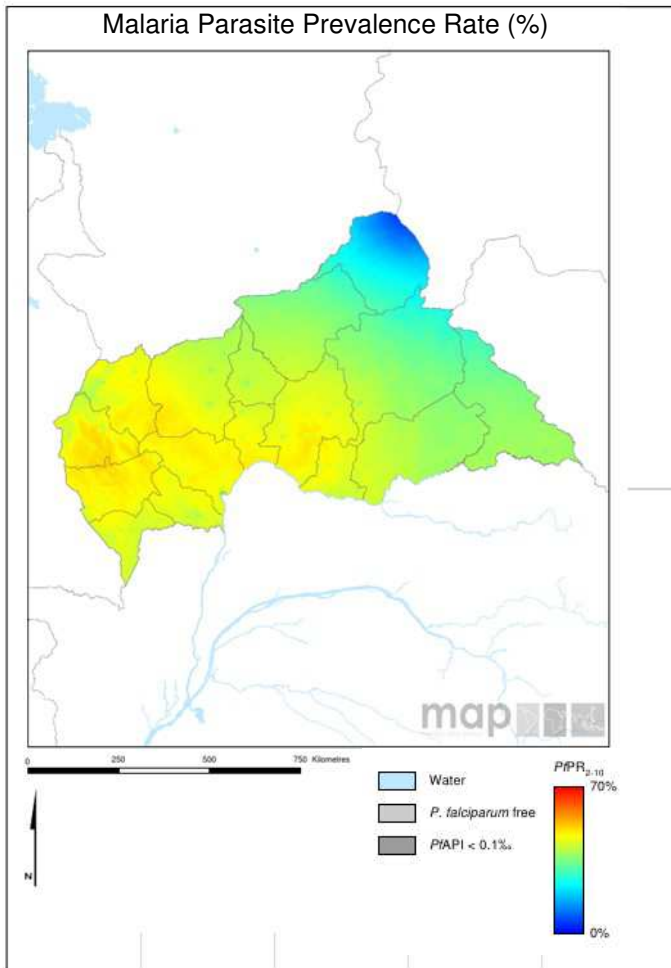 Malaria Parasite Prevalence Rate (%)
map
0 250 500 750 Kilometres
Water
P. falciparum free
PfAPI < 0.1‰
PfPR2-10
70%
0%
N